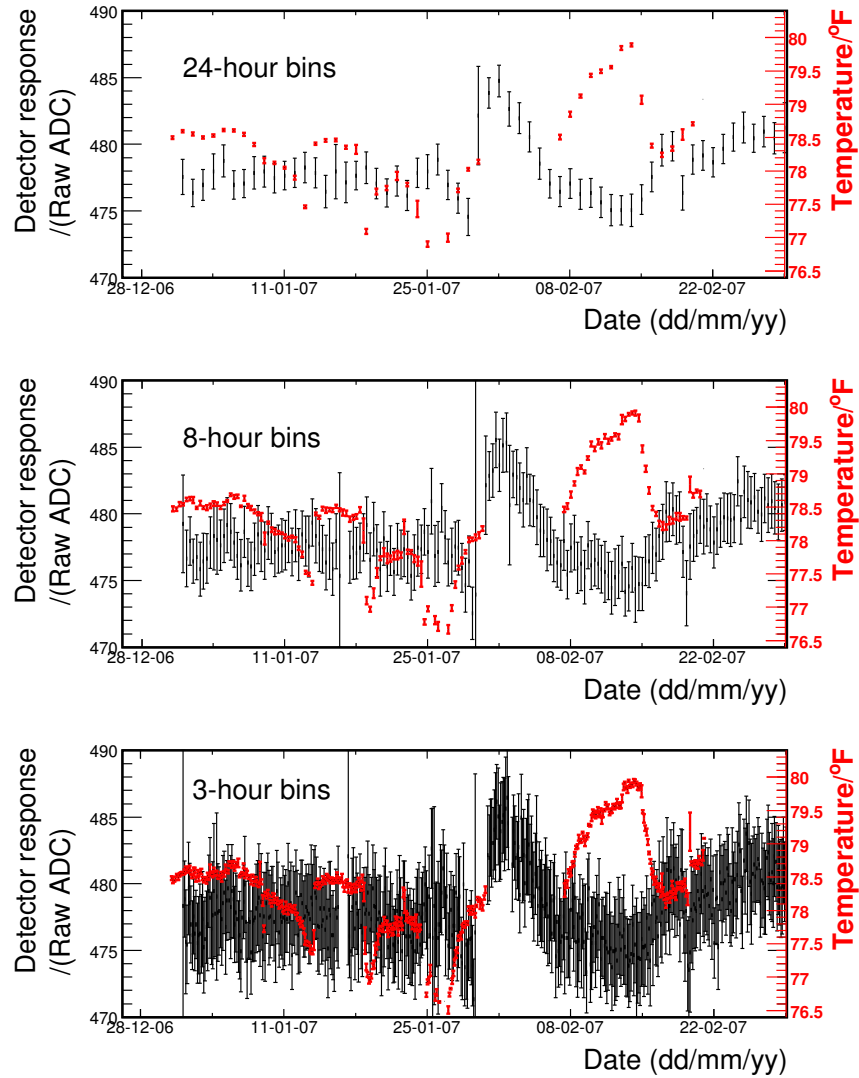 24-hour bins
Detector response
/(Raw ADC)
490
485
480
475
470
80
79.5
79
78.5
78
77.5
77
76.5
Temperature/°F
28-12-06 11-01-07 25-01-07 08-02-07 22-02-07
Date (dd/mm/yy)
8-hour bins
Detector response
/(Raw ADC)
490
485
480
475
470
80
79.5
79
78.5
78
77.5
77
76.5
Temperature/°F
28-12-06 11-01-07 25-01-07 08-02-07 22-02-07
Date (dd/mm/yy)
3-hour bins
Detector response
/(Raw ADC)
490
485
480
475
470
80
79.5
79
78.5
78
77.5
77
76.5
Temperature/°F
28-12-06 11-01-07 25-01-07 08-02-07 22-02-07
Date (dd/mm/yy)